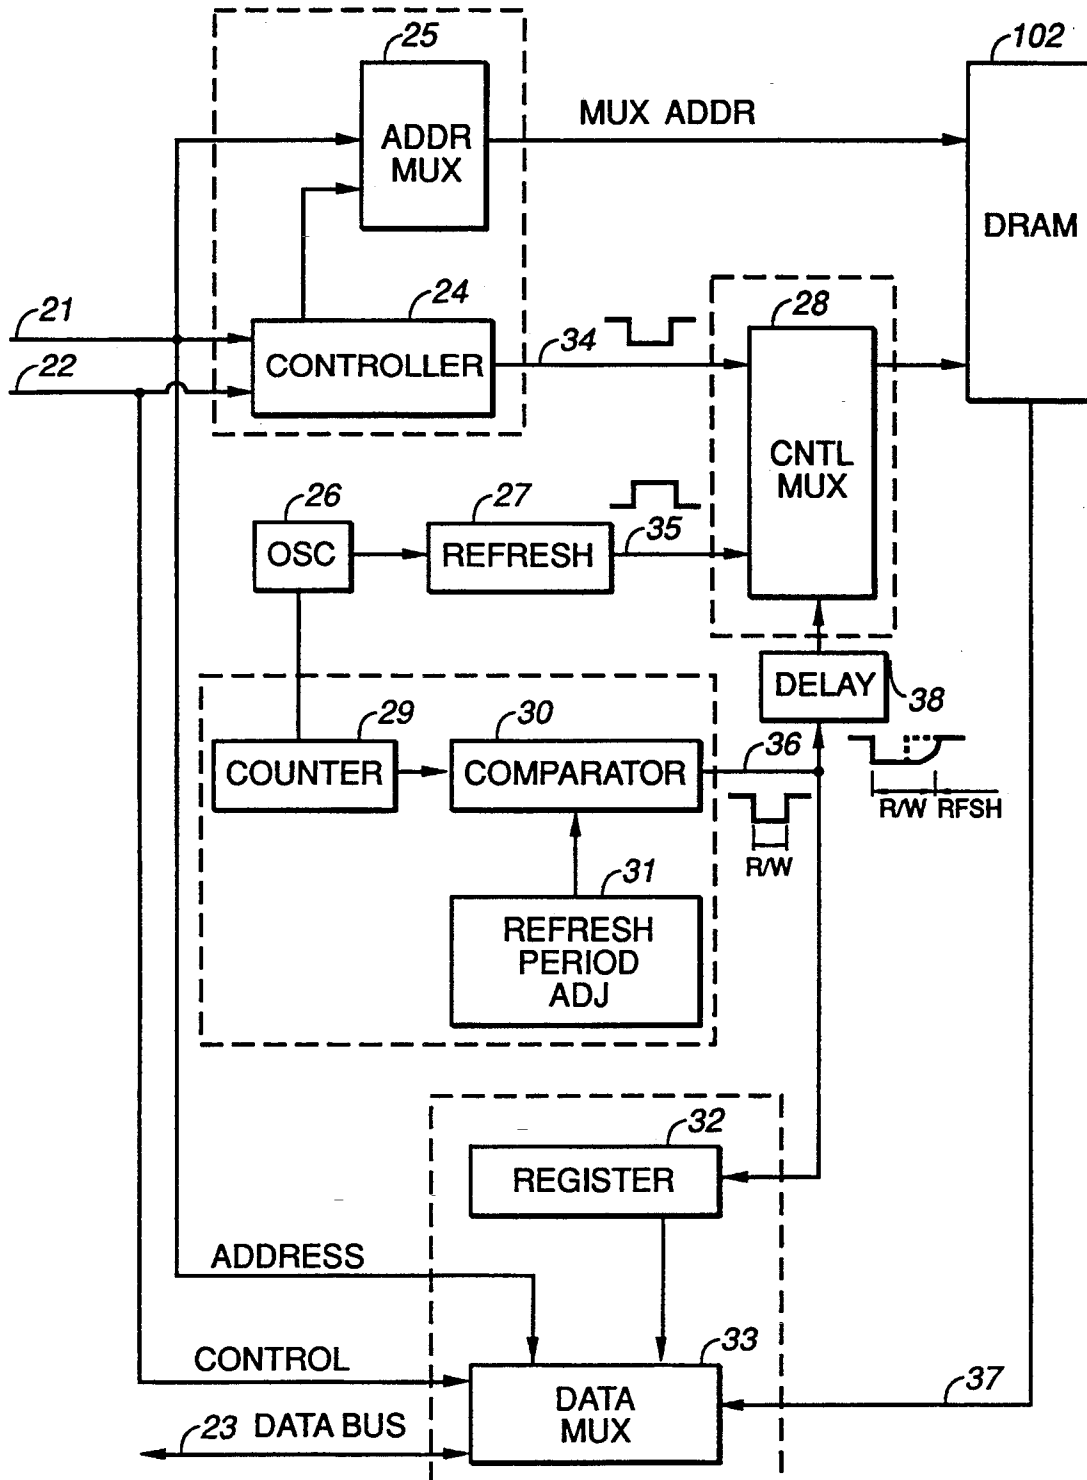 25
102
MUX ADDR
ADDR
MUX
DRAM
21
24
28
22
CONTROLLER
34
CNTL
MUX
26
27
35
OSC
REFRESH
DELAY
38
29
30
36
COUNTER
COMPARATOR
R/W RFSH
R/W
31
REFRESH
PERIOD
ADJ
32
REGISTER
ADDRESS
33
CONTROL
37
DATA
MUX
23 DATA BUS